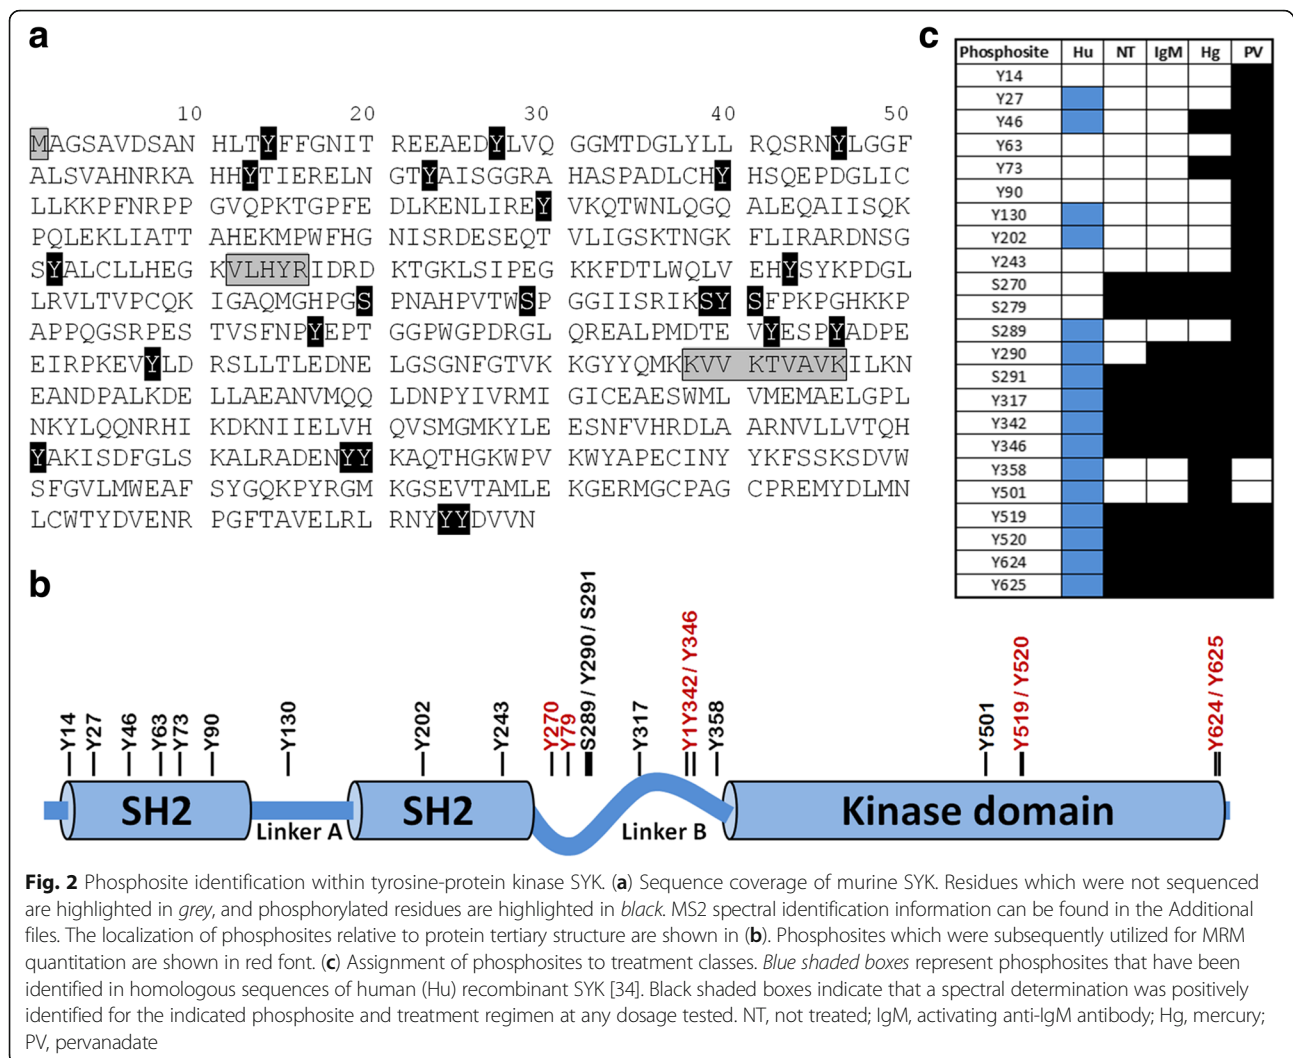 a
10 20 30 40 50
MAGSAVDSAN HLTYFFGNIT REEAEDYLVQ GGMTDGLYLL RQSRNYLGGF
ALSVAHNRKA HHYTIERELN GTYAISGGRA HASPADLCHY HSQEPDGLIC
LLKKPFNRPP GVQPKTGPFE DLKENLIREY VKQTWNLQGQ ALEQAIISQK
PQLEKLIATT AHEKMPWFHG NISRDESEQT VLIGSKTNGK FLIRARDNSG
SYALCLLHEG KVLHYRIDRD KTGKLSIPEG KKFDTLWQLV EHYSYKPDGL
LRVLTVPCQK IGAQMGHPGS PNAHPVTWSP GGIISRIKSY SFPKPGHKKP
APPQGSRPES TVSFNPYEPT GGPWGPDRGL QREALPMDTE VYESPYADPE
EIRPKEVYLD RSLLTLEDNE LGSGNFGTVK KGYYQMKKVV KTVAVKILKN
EANDPALKDE LLAEANVMQQ LDNPYIVRMI GICEAESWML VMEMAELGPL
NKYLQQNRHI KDKNIIELVH QVSMGMKYLE ESNFVHRDLA ARNVLLVTQH
YAKISDFGLS KALRADENYY KAQTHGKWPV KWYAPECINY YKFSSKSDVW
SFGVLMWEAF SYGQKPYRGM KGSEVTAMLE KGERMGCPAG CPREMYDLMN
LCWTYDVENR PGFTAVELRL RNYYYDVVN
c
Phosphosite Hu NT IgM Hg PV
Y14
Y27
Y46
Y63
Y73
Y90
Y130
Y202
Y243
S270
S279
S289
Y290
S291
Y317
Y342
Y346
Y358
Y501
Y519
Y520
Y624
Y625
b
Y14
Y27
Y46
Y63
Y73
Y90
Y130
Y202
Y243
Y270
Y79
S289 / Y290 / S291
Y317
Y1Y342 / Y346
Y358
Y501
Y519 / Y520
Y624 / Y625
SH2
Linker A
SH2
Linker B
Kinase domain
Fig. 2 Phosphosite identification within tyrosine-protein kinase SYK. (a) Sequence coverage of murine SYK. Residues which were not sequenced
are highlighted in grey, and phosphorylated residues are highlighted in black. MS2 spectral identification information can be found in the Additional
files. The localization of phosphosites relative to protein tertiary structure are shown in (b). Phosphosites which were subsequently utilized for MRM
quantitation are shown in red font. (c) Assignment of phosphosites to treatment classes. Blue shaded boxes represent phosphosites that have been
identified in homologous sequences of human (Hu) recombinant SYK [34]. Black shaded boxes indicate that a spectral determination was positively
identified for the indicated phosphosite and treatment regimen at any dosage tested. NT, not treated; IgM, activating anti-IgM antibody; Hg, mercury;
PV, pervanadate